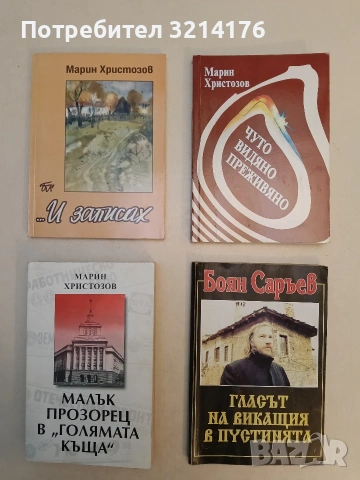 Потребител 3214176
Марин Христозов
...И записах
Марин
Христозов
ЧУТО
ВИДЯНО
ПРЕЖИВЯНО
МАРИН
ХРИСТОЗОВ
МАЛЪК
ПРОЗОРЕЦ
В „ГОЛЯМАТА
КЪЩА“
Боян Саръев
ГЛАСЪТ
НА ВИКАЩИЯ
В ПУСТИНЯТА
BAZAR